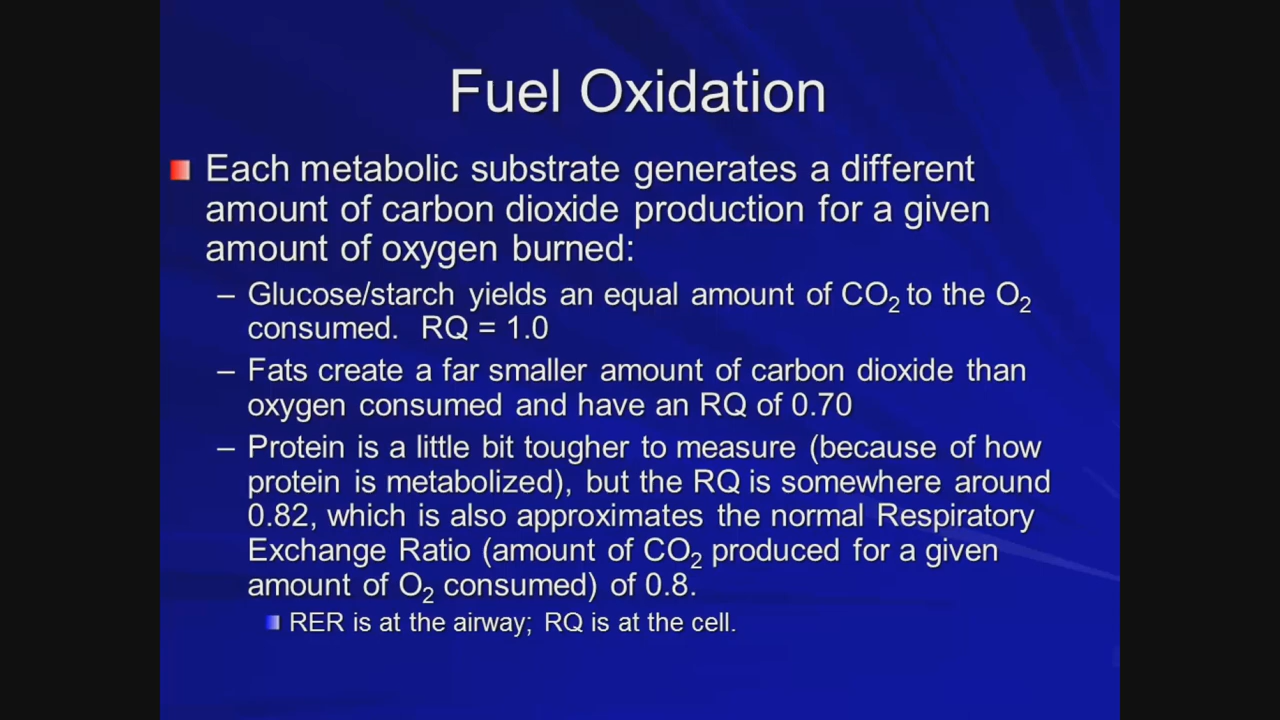 Fuel Oxidation
Each metabolic substrate generates a different
amount of carbon dioxide production for a given
amount of oxygen burned:
– Glucose/starch yields an equal amount of CO₂ to the O₂
consumed. RQ = 1.0
– Fats create a far smaller amount of carbon dioxide than
oxygen consumed and have an RQ of 0.70
– Protein is a little bit tougher to measure (because of how
protein is metabolized), but the RQ is somewhere around
0.82, which is also approximates the normal Respiratory
Exchange Ratio (amount of CO₂ produced for a given
amount of O₂ consumed) of 0.8.
RER is at the airway; RQ is at the cell.